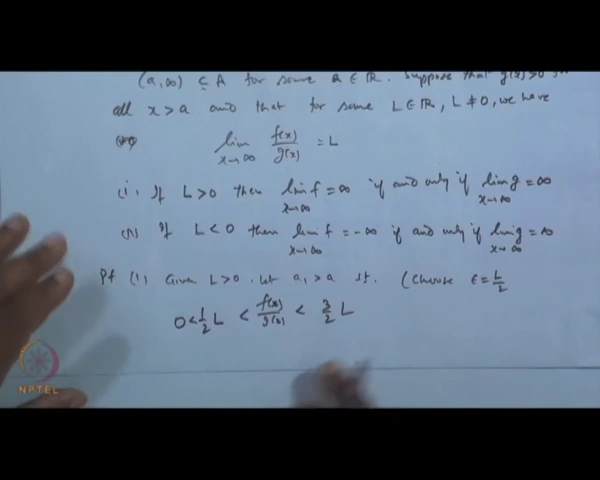 (a,∞) ⊆ A for some a ∈ ℝ. Suppose that g(x)>0 for
all x > a and that for some L ∈ ℝ, L ≠ 0, we have
lim x→∞ f(x)/g(x) = L
(i) If L>0 then lim x→∞ f = ∞ if and only if lim x→∞ g = ∞
(ii) If L<0 then lim x→∞ f = -∞ if and only if lim x→∞ g = ∞
Pf (i) Given L>0. Let a₁ > a st. (Choose ε = L/2
0 < 1/2 L < f(x)/g(x) < 3/2 L
NPTEL